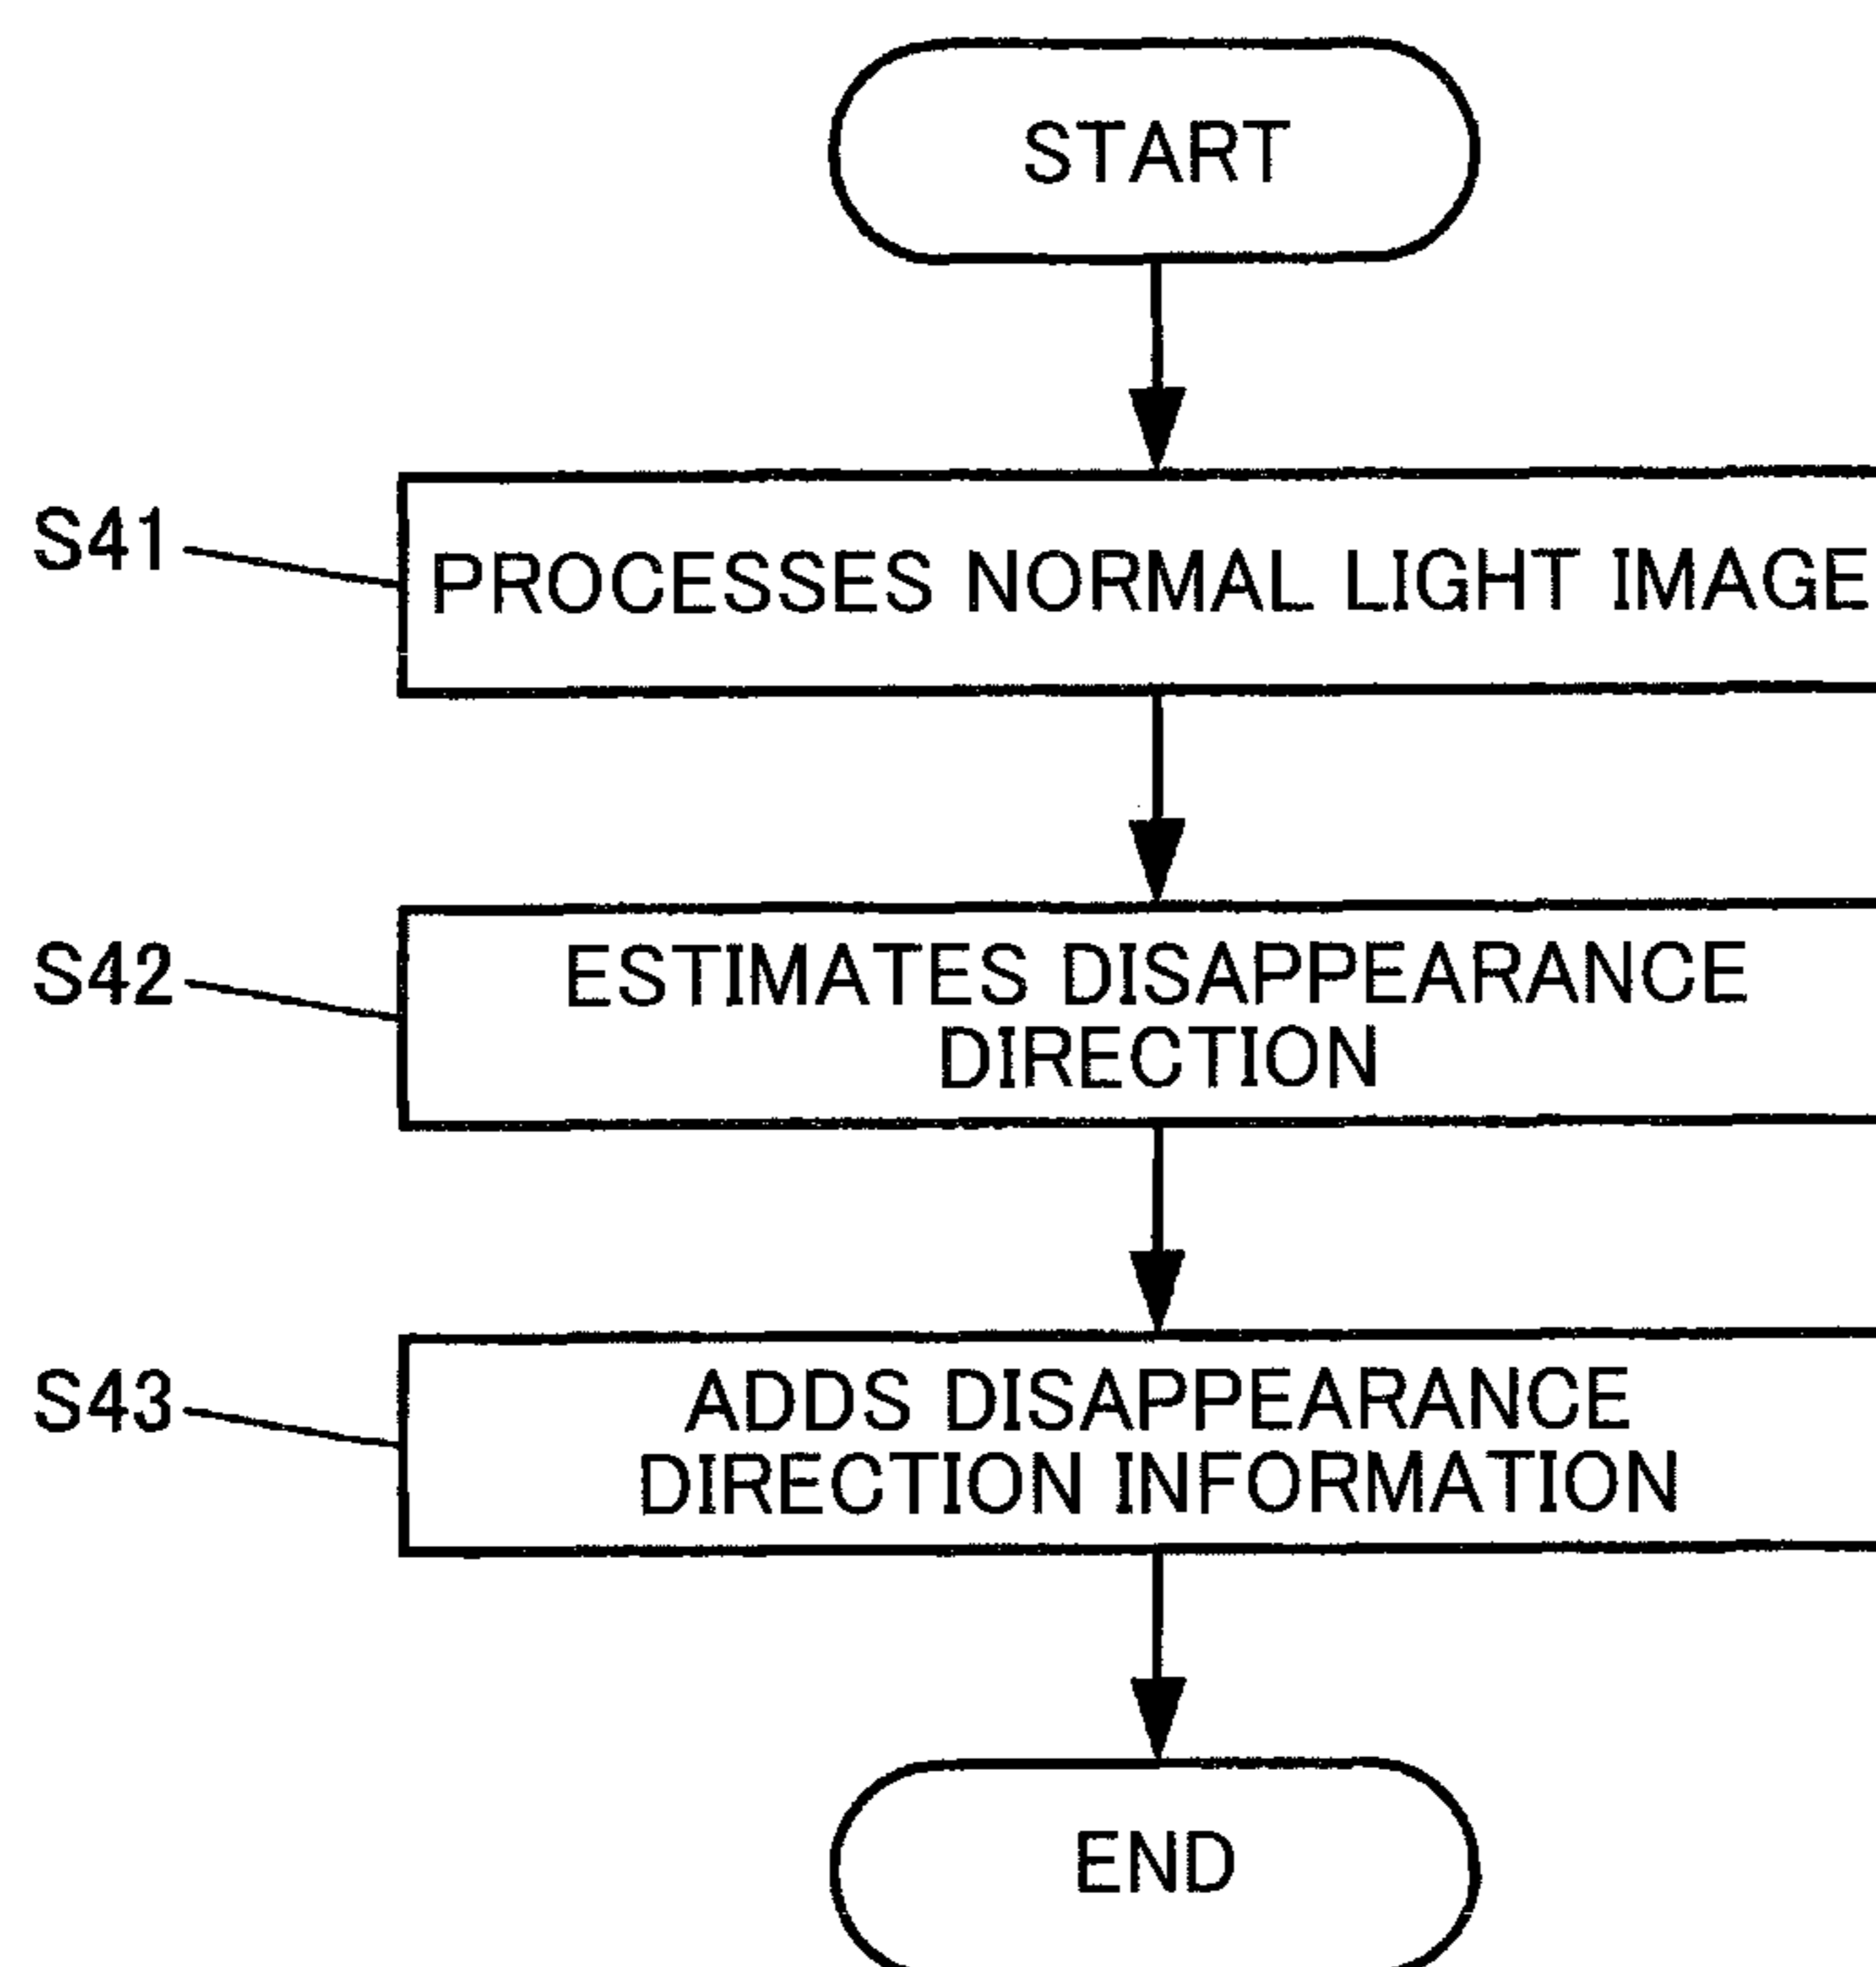 START
S41
PROCESSES NORMAL LIGHT IMAGE
S42
ESTIMATES DISAPPEARANCE
DIRECTION
S43
ADDS DISAPPEARANCE
DIRECTION INFORMATION
END